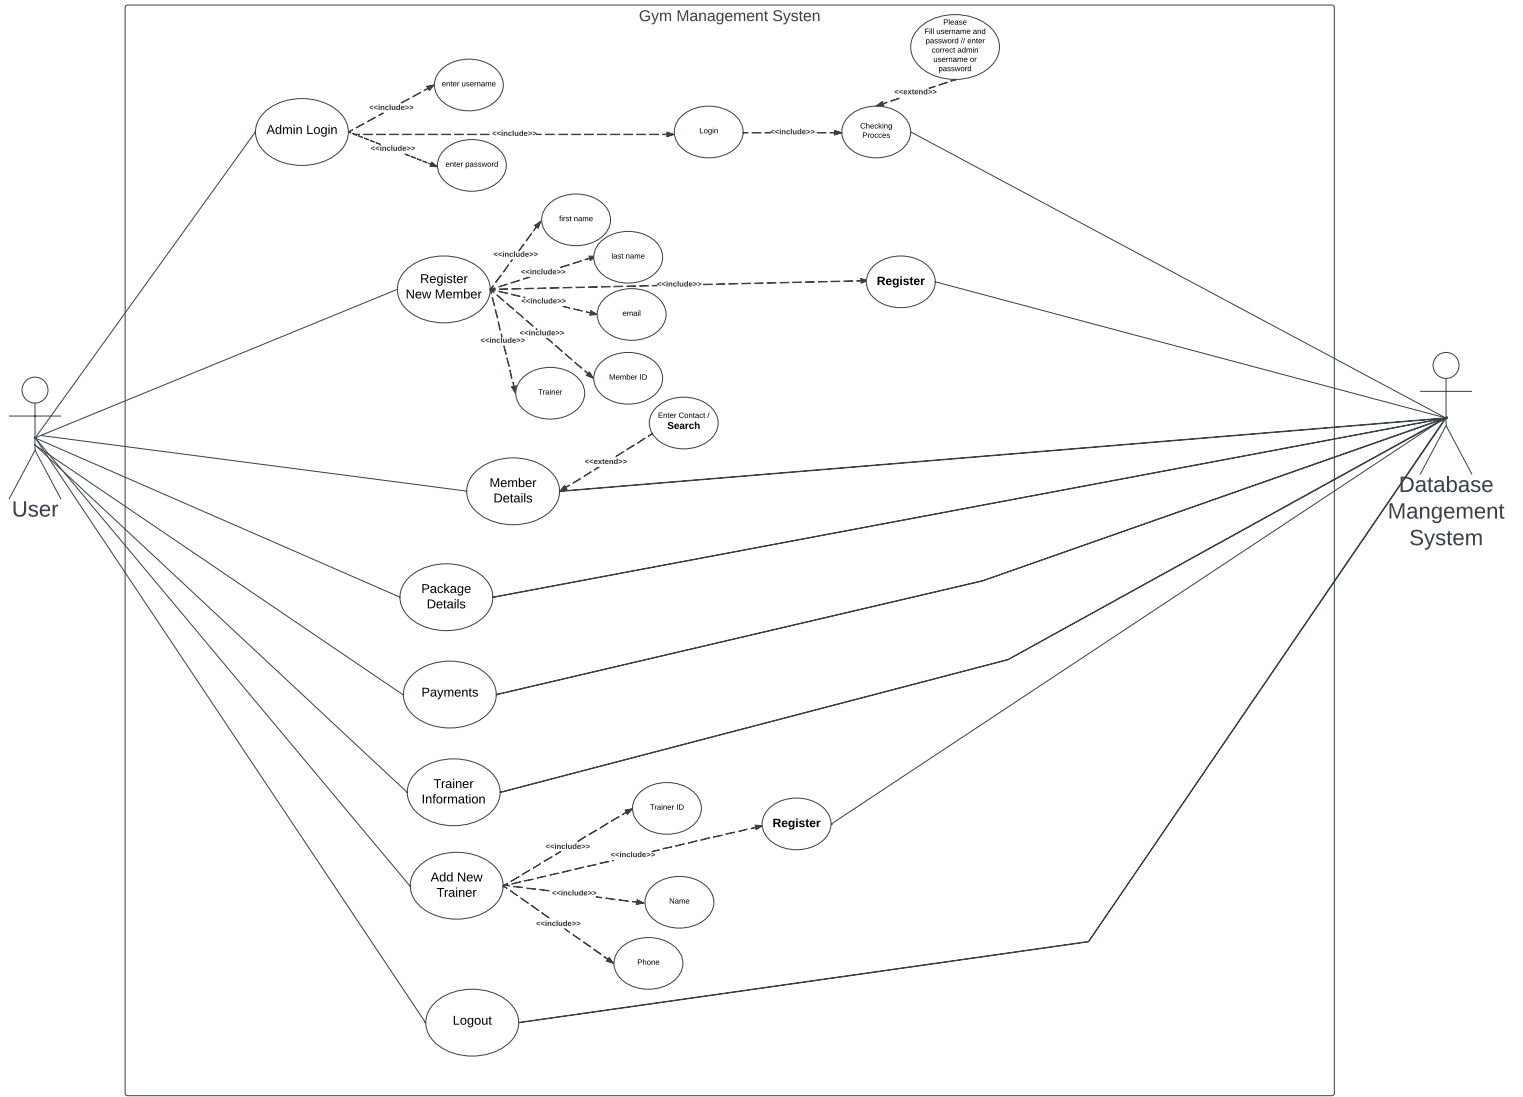 Gym Management Systen
Please
Fill username and
password // enter
correct admin
username or
password
<<extend>>
enter username
<<include>>
Admin Login
<<include>>
Login
<<include>>
Checking
Procces
<<include>>
enter password
first name
<<include>>
last name
<<include>>
Register
New Member
<<include>>
Register
<<include>>
email
<<include>>
<<include>>
Member ID
Trainer
Enter Contact /
Search
<<extend>>
Member
Details
User
Database
Mangement
System
Package
Details
Payments
Trainer
Information
Trainer ID
<<include>>
Register
<<include>>
Add New
Trainer
<<include>>
Name
<<include>>
Phone
Logout